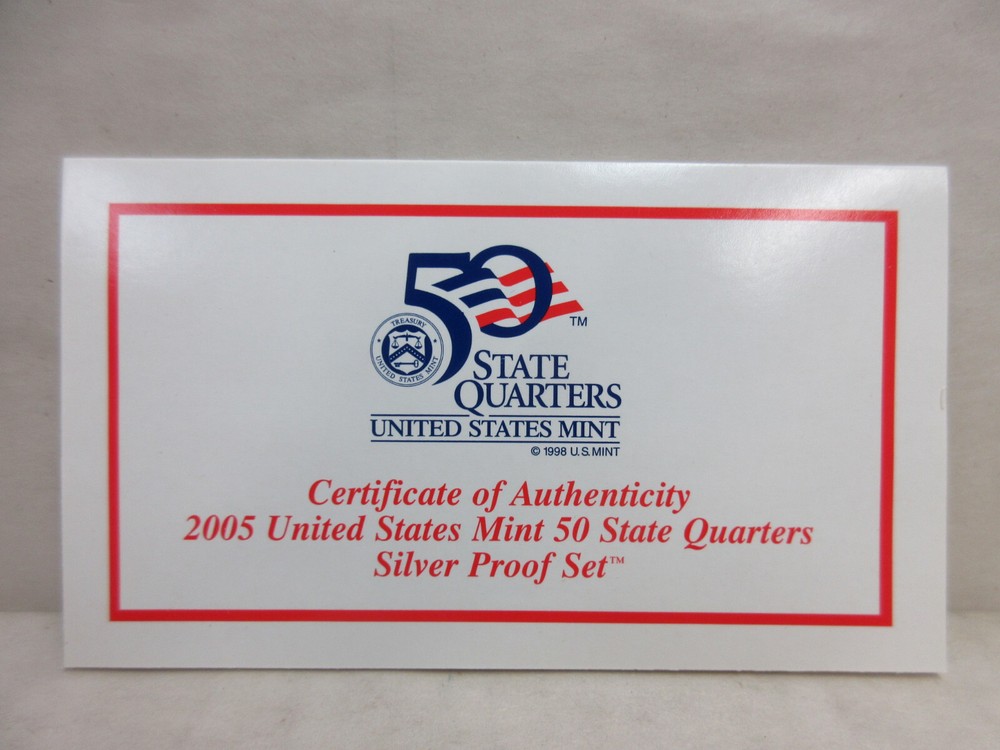 50
TM
TREASURY
UNITED STATES MINT
STATE
QUARTERS
UNITED STATES MINT
© 1998 U.S. MINT
Certificate of Authenticity
2005 United States Mint 50 State Quarters
Silver Proof Set™